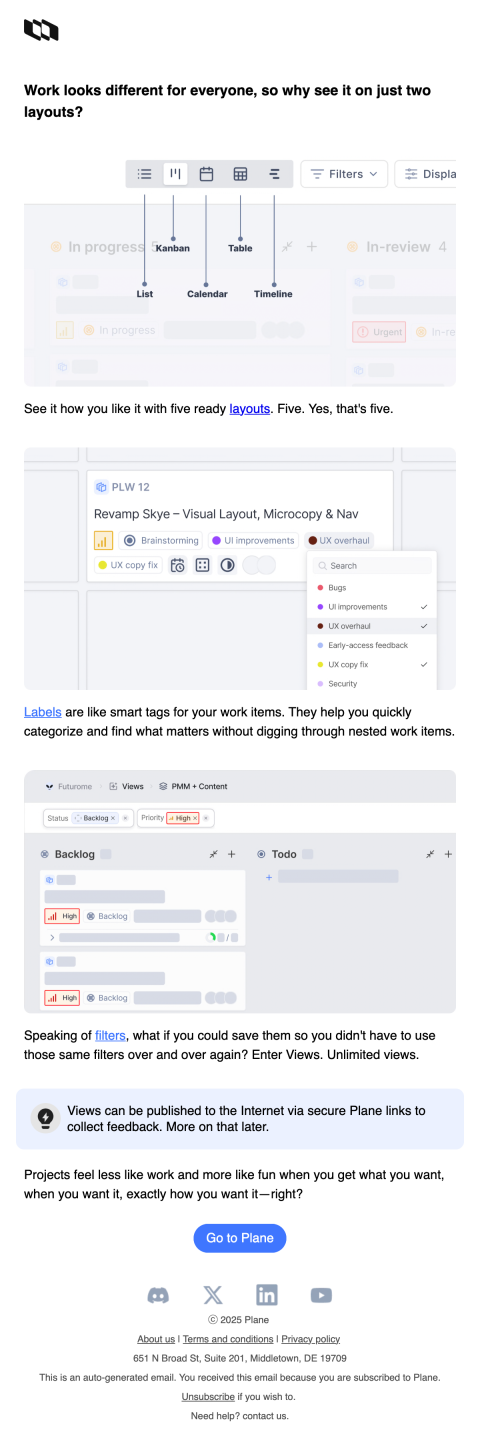 Work looks different for everyone, so why see it on just two
layouts?
Filters
In progress
In-review 4
Kanban
Table
List
Calendar
Timeline
In progress
Urgent
See it how you like it with five ready layouts. Five. Yes, that's five.
PLW 12
Revamp Skye – Visual Layout, Microcopy & Nav
Brainstorming UI improvements UX overhaul
UX copy fix
Search
Bugs
UI improvements
UX overhaul
Early-access feedback
UX copy fix
Security
Labels are like smart tags for your work items. They help you quickly
categorize and find what matters without digging through nested work items.
Futurome Views PMM + Content
Status Backlog × Priority High ×
Backlog
Todo
High Backlog
/
High Backlog
Speaking of filters, what if you could save them so you didn't have to use
those same filters over and over again? Enter Views. Unlimited views.
Views can be published to the Internet via secure Plane links to
collect feedback. More on that later.
Projects feel less like work and more like fun when you get what you want,
when you want it, exactly how you want it—right?
Go to Plane
© 2025 Plane
About us | Terms and conditions | Privacy policy
651 N Broad St, Suite 201, Middletown, DE 19709
This is an auto-generated email. You received this email because you are subscribed to Plane.
Unsubscribe if you wish to.
Need help? contact us.